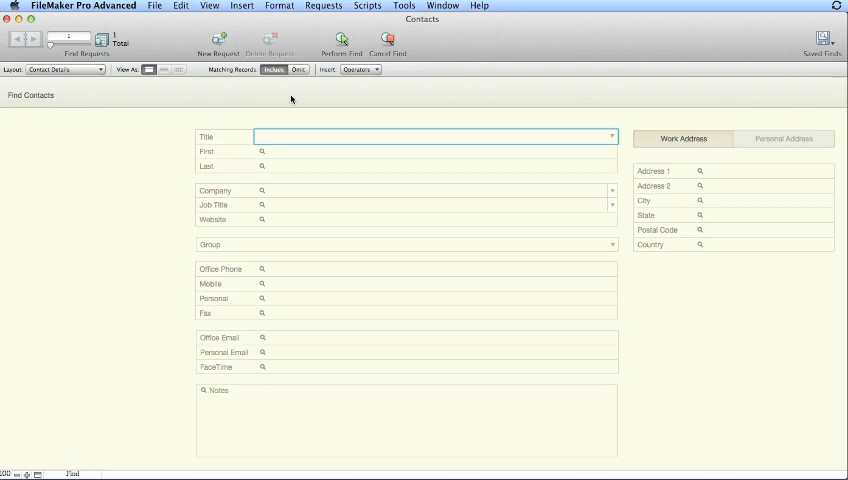 FileMaker Pro Advanced File Edit View Insert Format Requests Scripts Tools Window Help
Contacts
1
1
Total
Find Requests
New Request
Delete Request
Perform Find
Cancel Find
Saved Finds
Layout: Contact Details
View As:
Matching Records: Include Omit
Insert: Operators
Find Contacts
Title
First
Last
Company
Job Title
Website
Group
Office Phone
Mobile
Personal
Fax
Office Email
Personal Email
FaceTime
Notes
Work Address
Personal Address
Address 1
Address 2
City
State
Postal Code
Country
100
Find